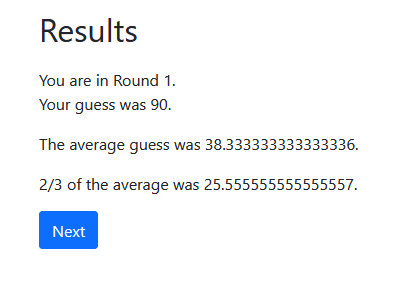 Results
You are in Round 1.
Your guess was 90.
The average guess was 38.333333333333336.
2/3 of the average was 25.555555555555557.
Next